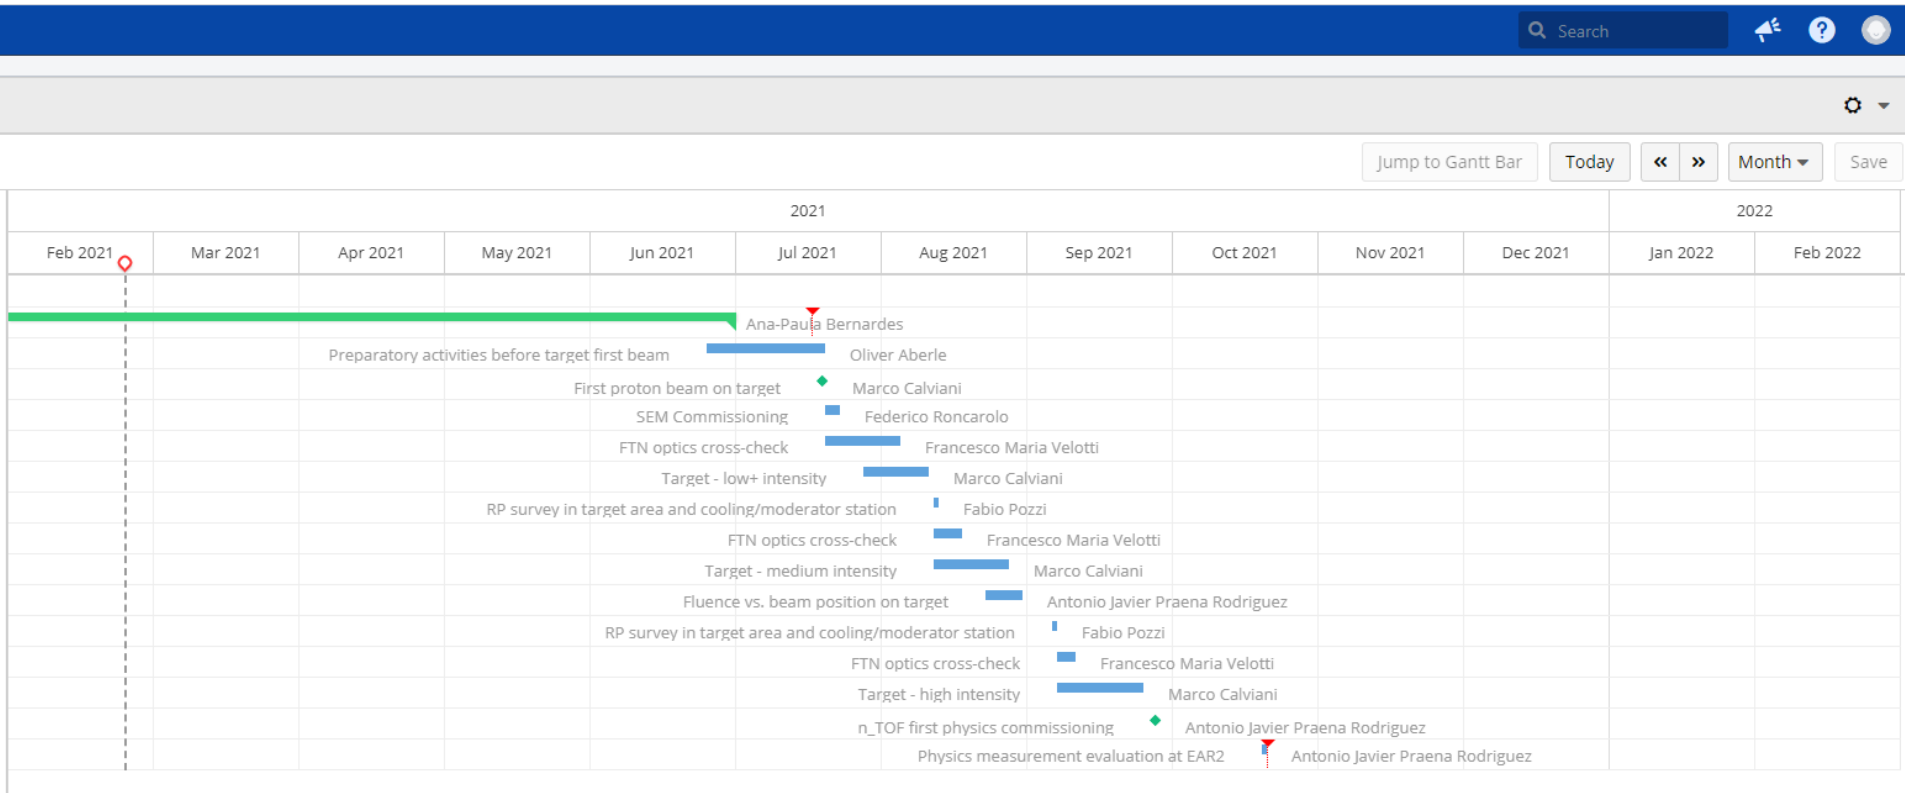 Search
Jump to Gantt Bar Today « » Month Save
2021 2022
Feb 2021 Mar 2021 Apr 2021 May 2021 Jun 2021 Jul 2021 Aug 2021 Sep 2021 Oct 2021 Nov 2021 Dec 2021 Jan 2022 Feb 2022
Ana-Paula Bernardes
Preparatory activities before target first beam Oliver Aberle
First proton beam on target Marco Calviani
SEM Commissioning Federico Roncarolo
FTN optics cross-check Francesco Maria Velotti
Target - low+ intensity Marco Calviani
RP survey in target area and cooling/moderator station Fabio Pozzi
FTN optics cross-check Francesco Maria Velotti
Target - medium intensity Marco Calviani
Fluence vs. beam position on target Antonio Javier Praena Rodriguez
RP survey in target area and cooling/moderator station Fabio Pozzi
FTN optics cross-check Francesco Maria Velotti
Target - high intensity Marco Calviani
n_TOF first physics commissioning Antonio Javier Praena Rodriguez
Physics measurement evaluation at EAR2 Antonio Javier Praena Rodriguez